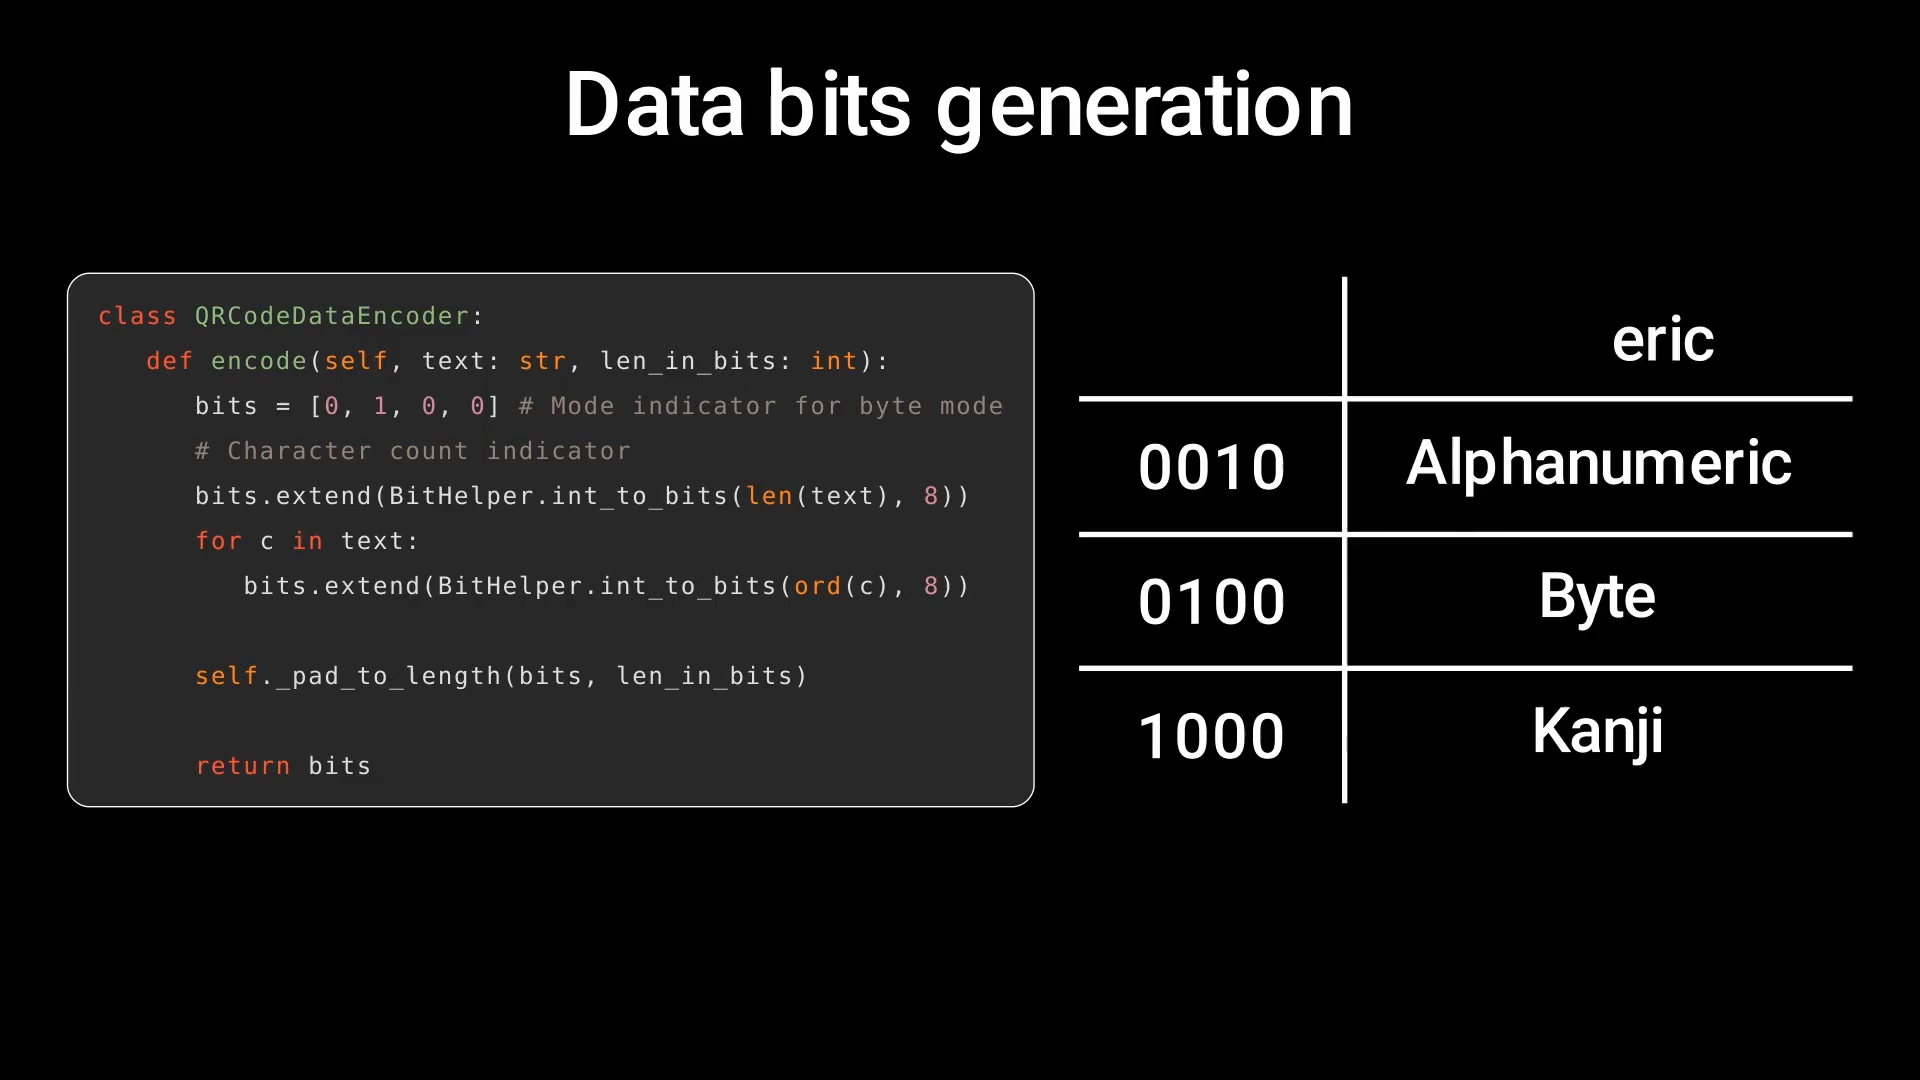 Data bits generation
class QRCodeDataEncoder:
def encode(self, text: str, len_in_bits: int):
bits = [0, 1, 0, 0] # Mode indicator for byte mode
# Character count indicator
bits.extend(BitHelper.int_to_bits(len(text), 8))
for c in text:
bits.extend(BitHelper.int_to_bits(ord(c), 8))
self._pad_to_length(bits, len_in_bits)
return bits
eric
0010 Alphanumeric
0100 Byte
1000 Kanji